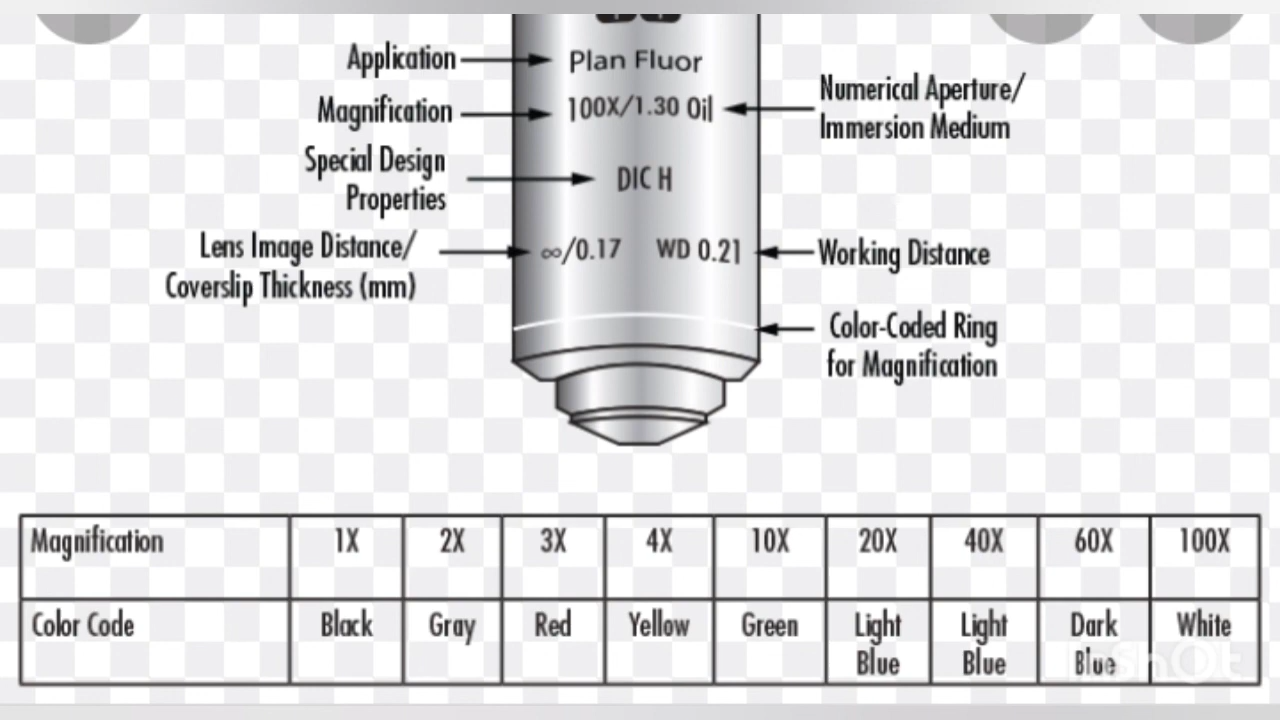 Application
Plan Fluor
Magnification
100X/1.30 Oil
Numerical Aperture/
Immersion Medium
Special Design
Properties
DIC H
Lens Image Distance/
Coverslip Thickness (mm)
∞/0.17 WD 0.21
Working Distance
Color-Coded Ring
for Magnification
Magnification 1X 2X 3X 4X 10X 20X 40X 60X 100X
Color Code Black Gray Red Yellow Green Light Blue Light Blue Dark Blue White
InShOt